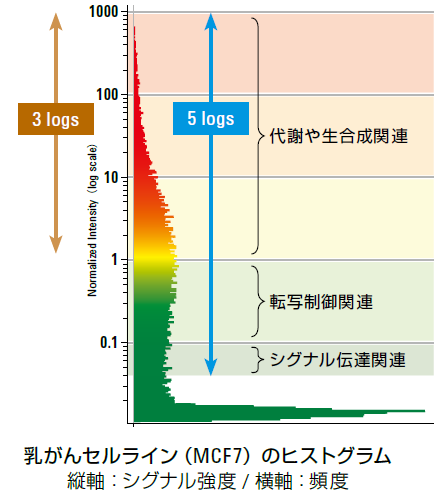 1000
100
10
1
0.1
Normalized Intensity (log scale)
3 logs
5 logs
代謝や生合成関連
転写制御関連
シグナル伝達関連
乳がんセルライン（MCF7）のヒストグラム
縦軸：シグナル強度 / 横軸：頻度